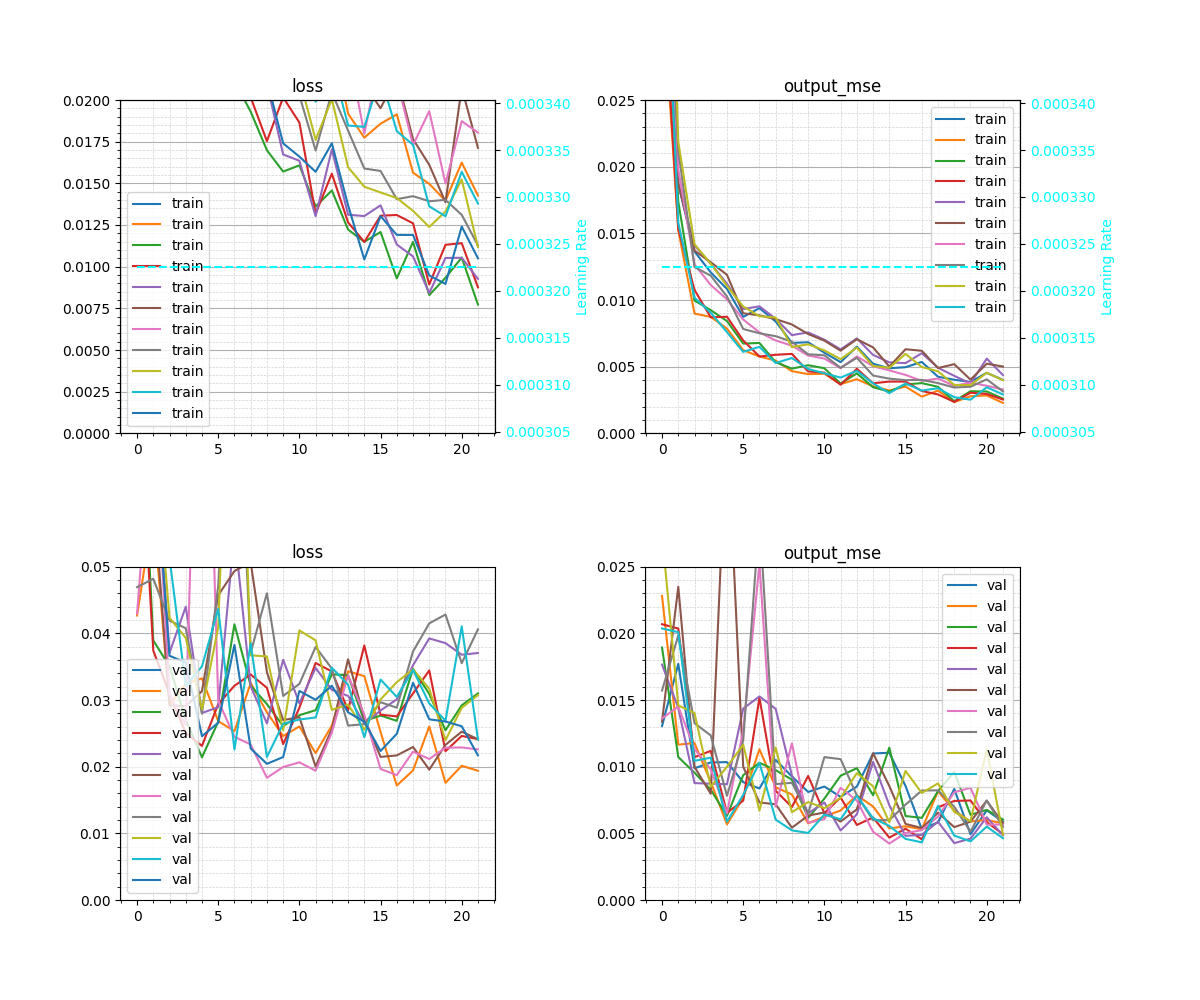 loss
output_mse
0.0200
0.0175
0.0150
0.0125
0.0100
0.0075
0.0050
0.0025
0.0000
train
train
train
train
train
train
train
train
train
train
train
0
5
10
15
20
0.000340
0.000335
0.000330
0.000325
0.000320
0.000315
0.000310
0.000305
Learning Rate
0.025
0.020
0.015
0.010
0.005
0.000
train
train
train
train
train
train
train
train
train
train
0
5
10
15
20
0.000340
0.000335
0.000330
0.000325
0.000320
0.000315
0.000310
0.000305
Learning Rate
loss
output_mse
0.05
0.04
0.03
0.02
0.01
0.00
val
val
val
val
val
val
val
val
val
val
val
0
5
10
15
20
0.025
0.020
0.015
0.010
0.005
0.000
val
val
val
val
val
val
val
val
val
val
0
5
10
15
20